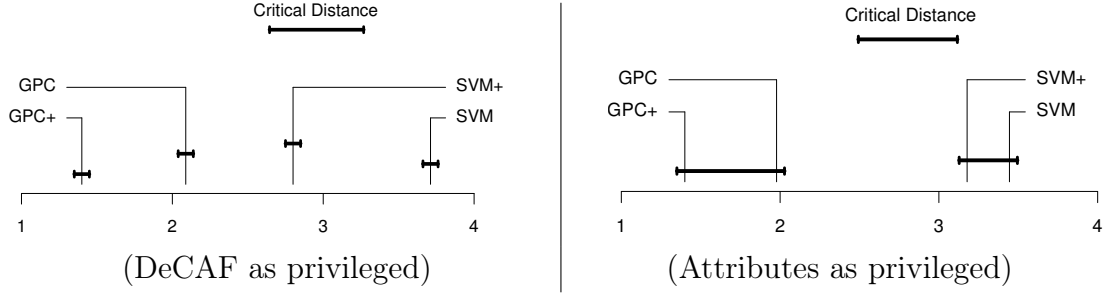 Critical Distance
GPC
GPC+
SVM+
SVM
1 2 3 4
(DeCAF as privileged)
Critical Distance
GPC
GPC+
SVM+
SVM
1 2 3 4
(Attributes as privileged)